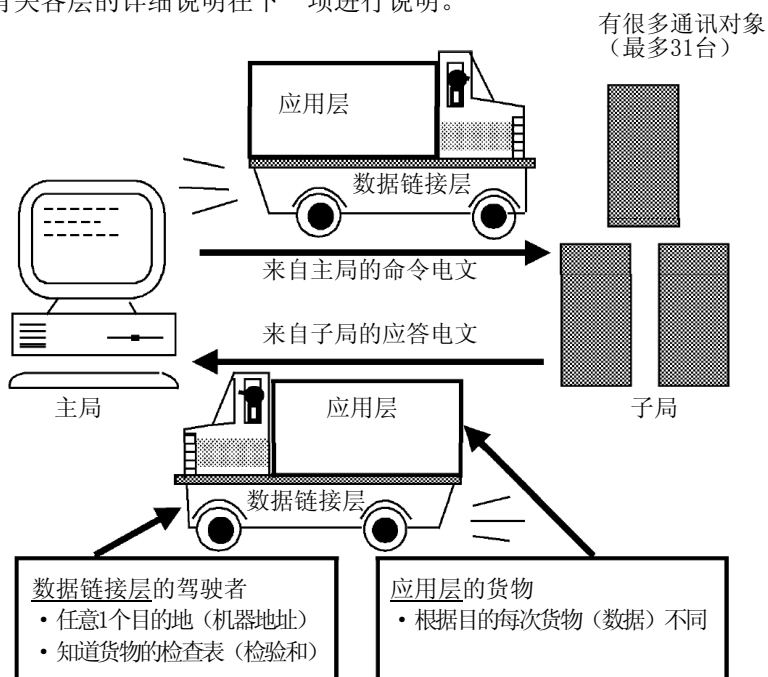 有关各层的详细说明在下一项进行说明。
有很多通讯对象
（最多31台）
应用层
数据链接层
来自主局的命令电文
来自子局的应答电文
主局
应用层
子局
数据链接层
数据链接层的驾驶者
・任意1个目的地（机器地址）
・知道货物的检查表（检验和）
应用层的货物
・根据目的每次货物（数据）不同